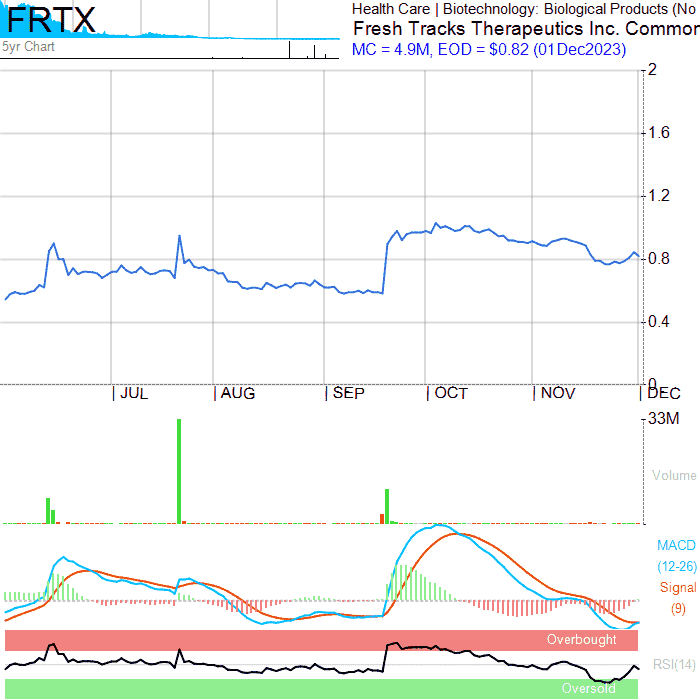 FRTX
5yr Chart
Health Care | Biotechnology: Biological Products (No
Fresh Tracks Therapeutics Inc. Common
MC = 4.9M, EOD = $0.82 (01Dec2023)
2
1.6
1.2
0.8
0.4
0
JUL AUG SEP OCT NOV DEC
33M
Volume
MACD
(12-26)
Signal
(9)
Overbought
RSI(14)
Oversold